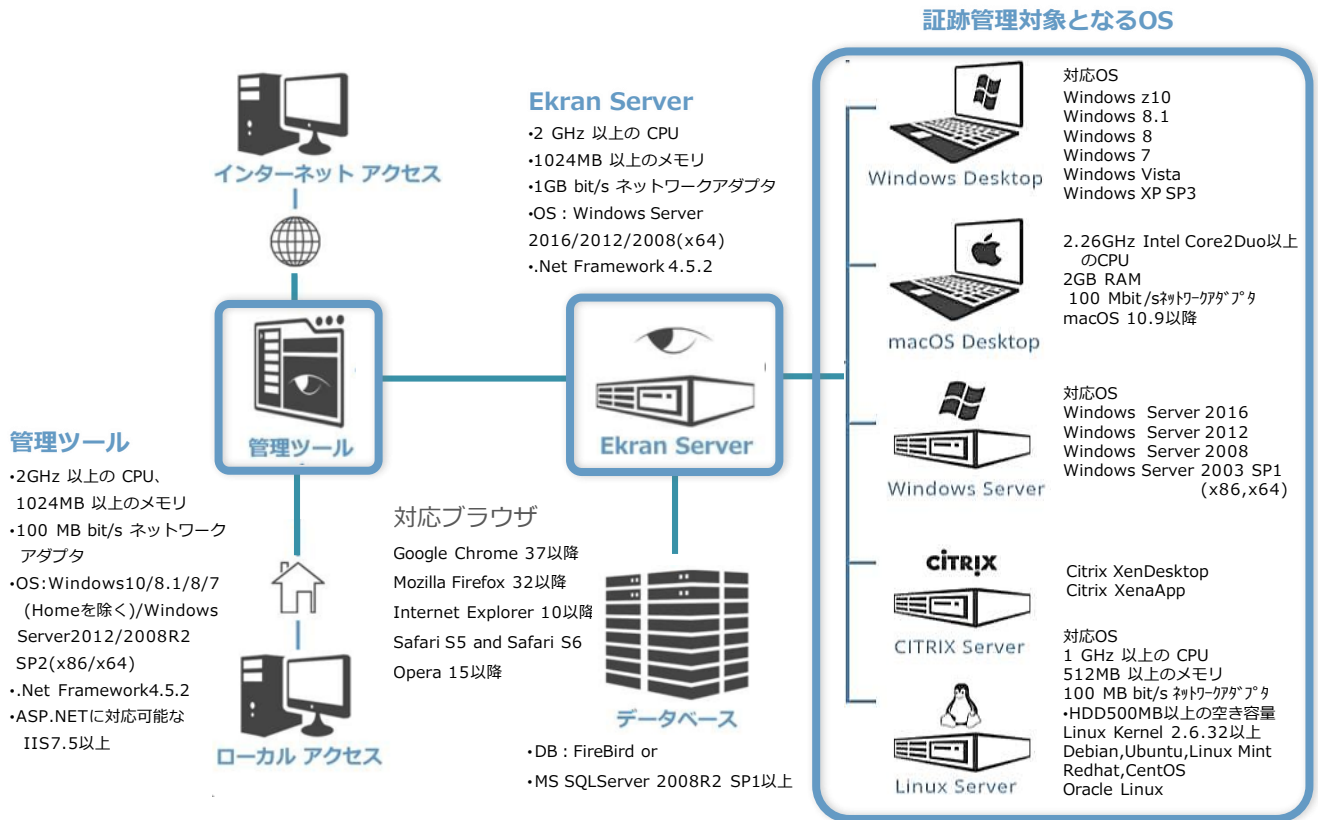 証跡管理対象となるOS
インターネット アクセス
Ekran Server
•2 GHz 以上の CPU
•1024MB 以上のメモリ
•1GB bit/s ネットワークアダプタ
•OS：Windows Server
2016/2012/2008(x64)
•.Net Framework 4.5.2
管理ツール
Ekran Server
管理ツール
•2GHz 以上の CPU、
1024MB 以上のメモリ
•100 MB bit/s ネットワーク
アダプタ
•OS:Windows10/8.1/8/7
(Homeを除く)/Windows
Server2012/2008R2
SP2(x86/x64)
•.Net Framework4.5.2
•ASP.NETに対応可能な
IIS7.5以上
ローカル アクセス
対応ブラウザ
Google Chrome 37以降
Mozilla Firefox 32以降
Internet Explorer 10以降
Safari S5 and Safari S6
Opera 15以降
データベース
•DB：FireBird or
•MS SQLServer 2008R2 SP1以上
Windows Desktop
対応OS
Windows z10
Windows 8.1
Windows 8
Windows 7
Windows Vista
Windows XP SP3
macOS Desktop
2.26GHz Intel Core2Duo以上
のCPU
2GB RAM
100 Mbit/sﾈｯﾄﾜｰｸｱﾀﾞﾌﾟﾀ
macOS 10.9以降
Windows Server
対応OS
Windows Server 2016
Windows Server 2012
Windows Server 2008
Windows Server 2003 SP1
(x86,x64)
CITRIX
CITRIX Server
Citrix XenDesktop
Citrix XenaApp
Linux Server
対応OS
1 GHz 以上の CPU
512MB 以上のメモリ
100 MB bit/s ﾈｯﾄﾜｰｸｱﾀﾞﾌﾟﾀ
•HDD500MB以上の空き容量
Linux Kernel 2.6.32以上
Debian,Ubuntu,Linux Mint
Redhat,CentOS
Oracle Linux